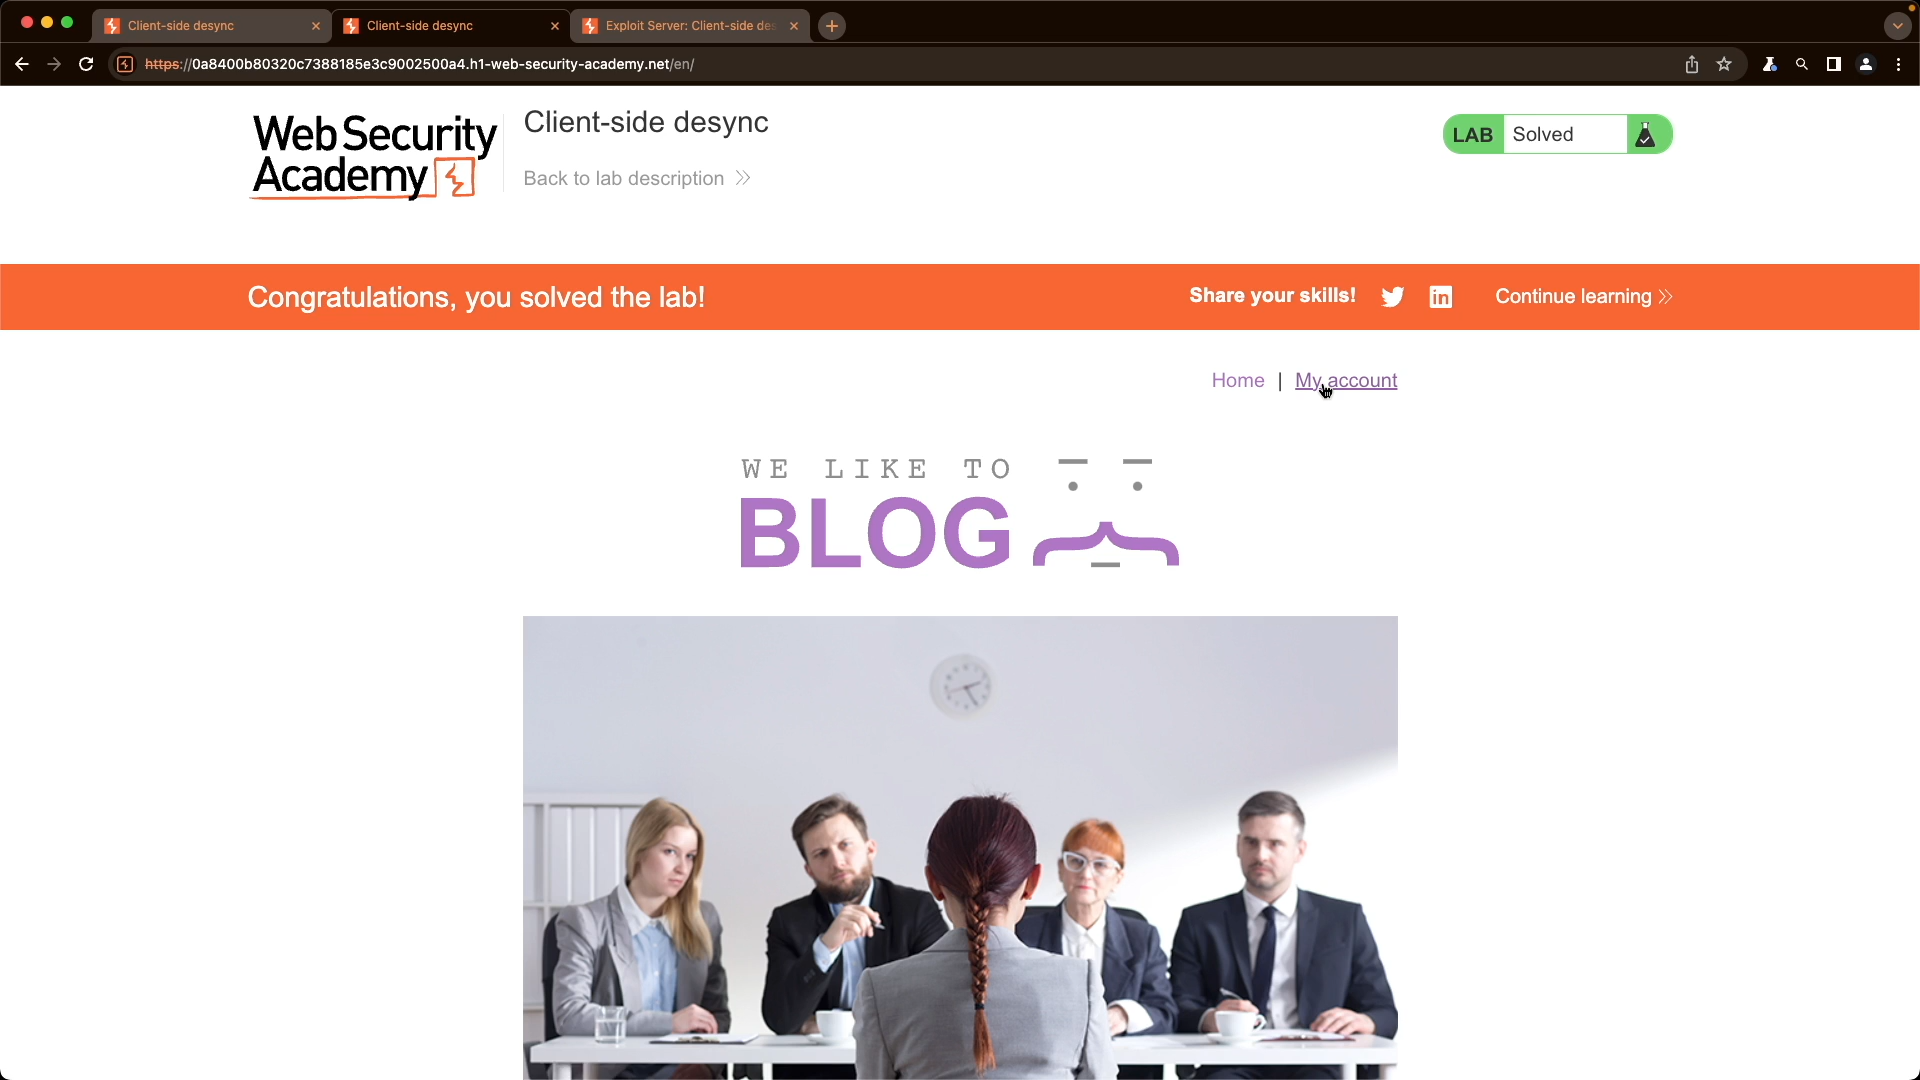 Client-side desync
Client-side desync
Exploit Server: Client-side des
https://0a8400b80320c7388185e3c9002500a4.h1-web-security-academy.net/en/
Web Security
Academy
Client-side desync
Back to lab description
LAB Solved
Congratulations, you solved the lab!
Share your skills!
Continue learning
Home | My account
WE LIKE TO
BLOG